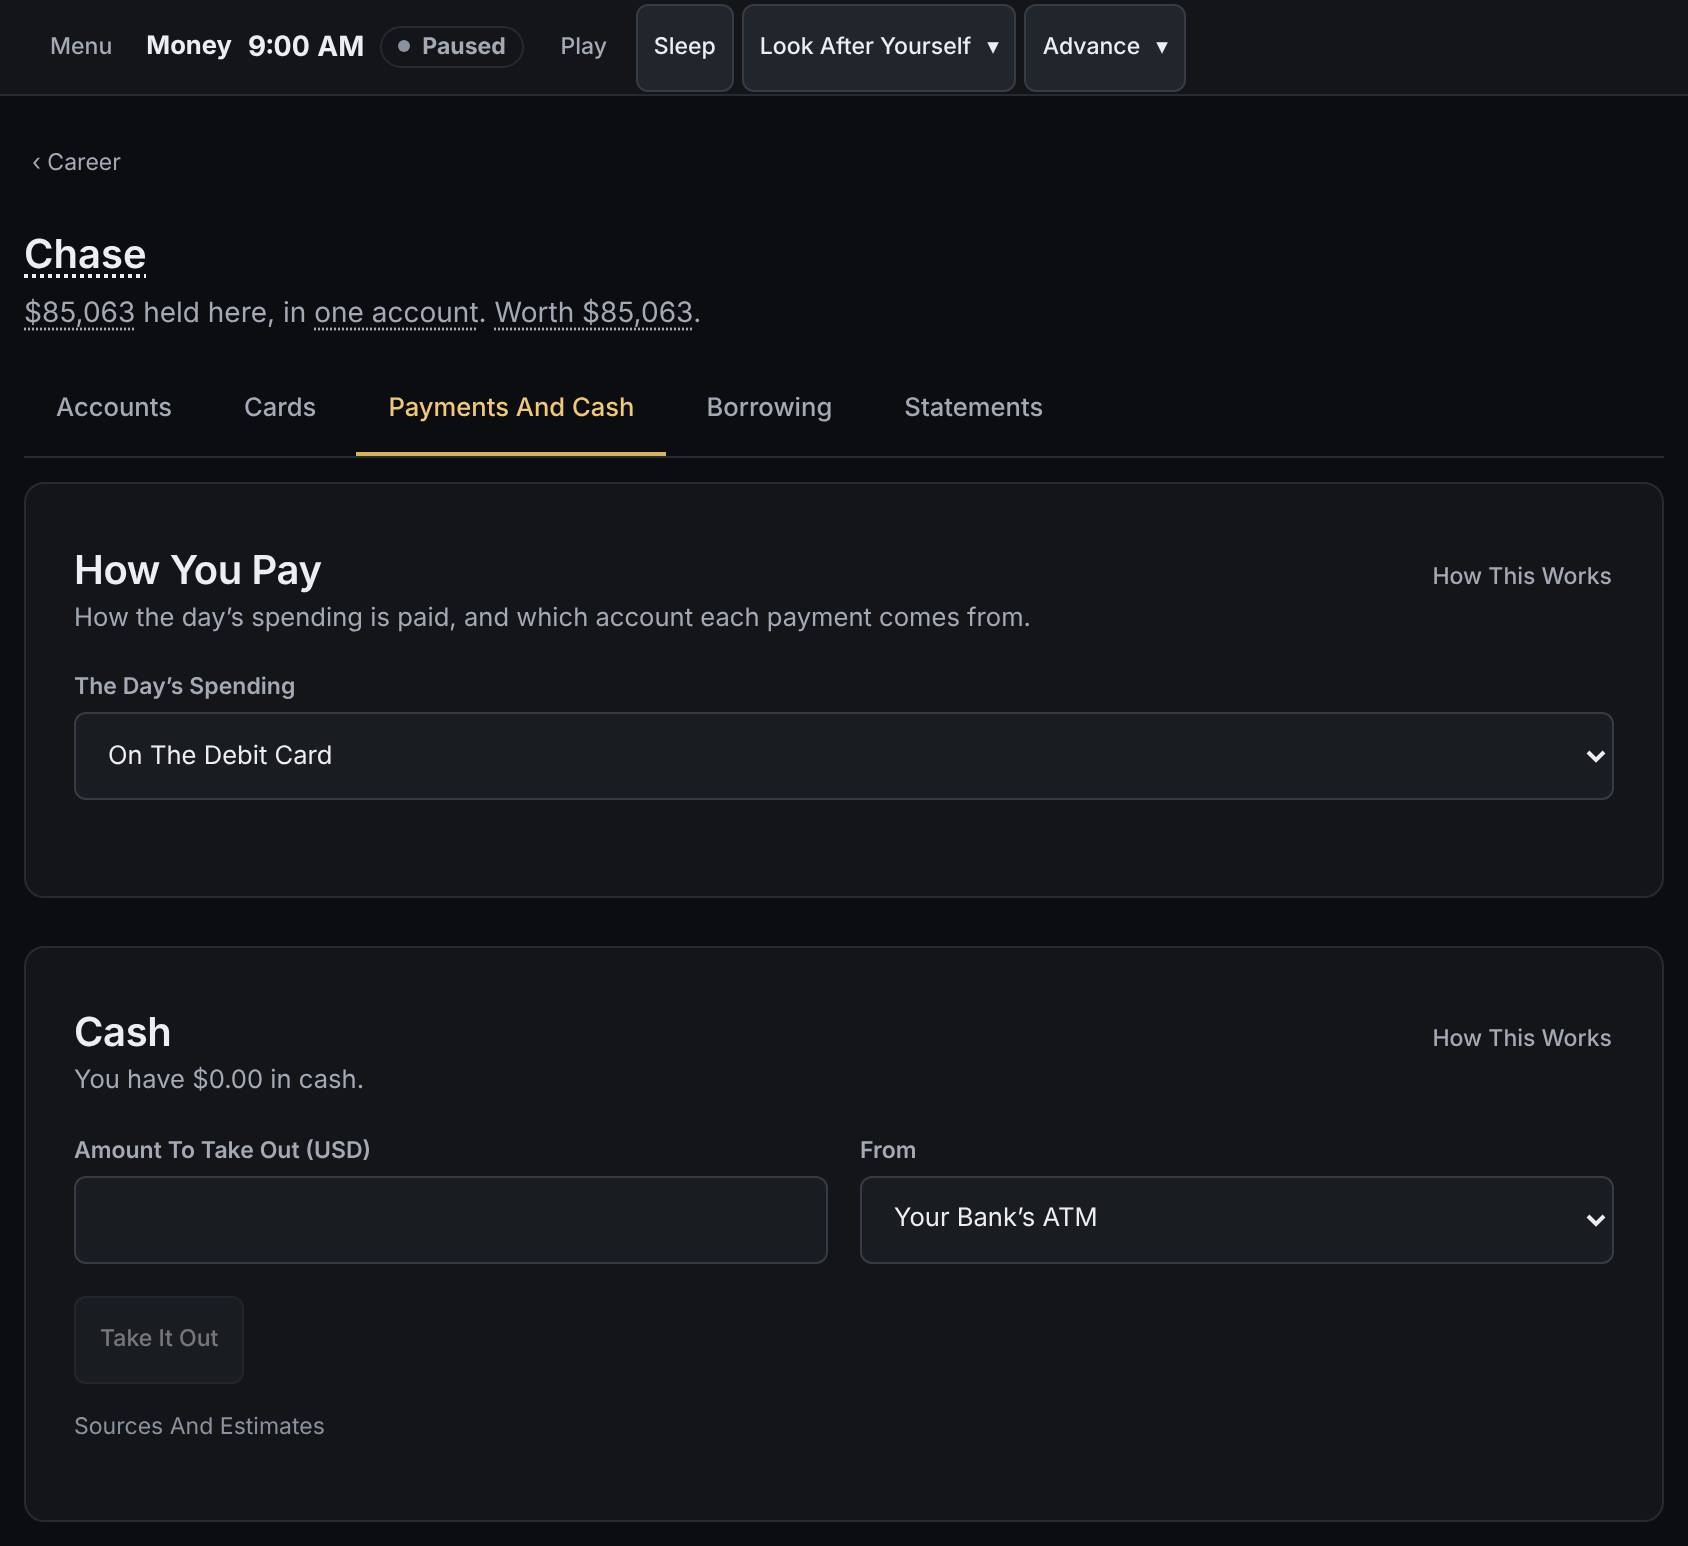 Menu Money 9:00 AM Paused Play Sleep Look After Yourself ▾ Advance ▾
‹ Career
Chase
$85,063 held here, in one account. Worth $85,063.
Accounts Cards Payments And Cash Borrowing Statements
How You Pay
How This Works
How the day’s spending is paid, and which account each payment comes from.
The Day’s Spending
On The Debit Card
Cash
How This Works
You have $0.00 in cash.
Amount To Take Out (USD) From
Your Bank’s ATM
Take It Out
Sources And Estimates